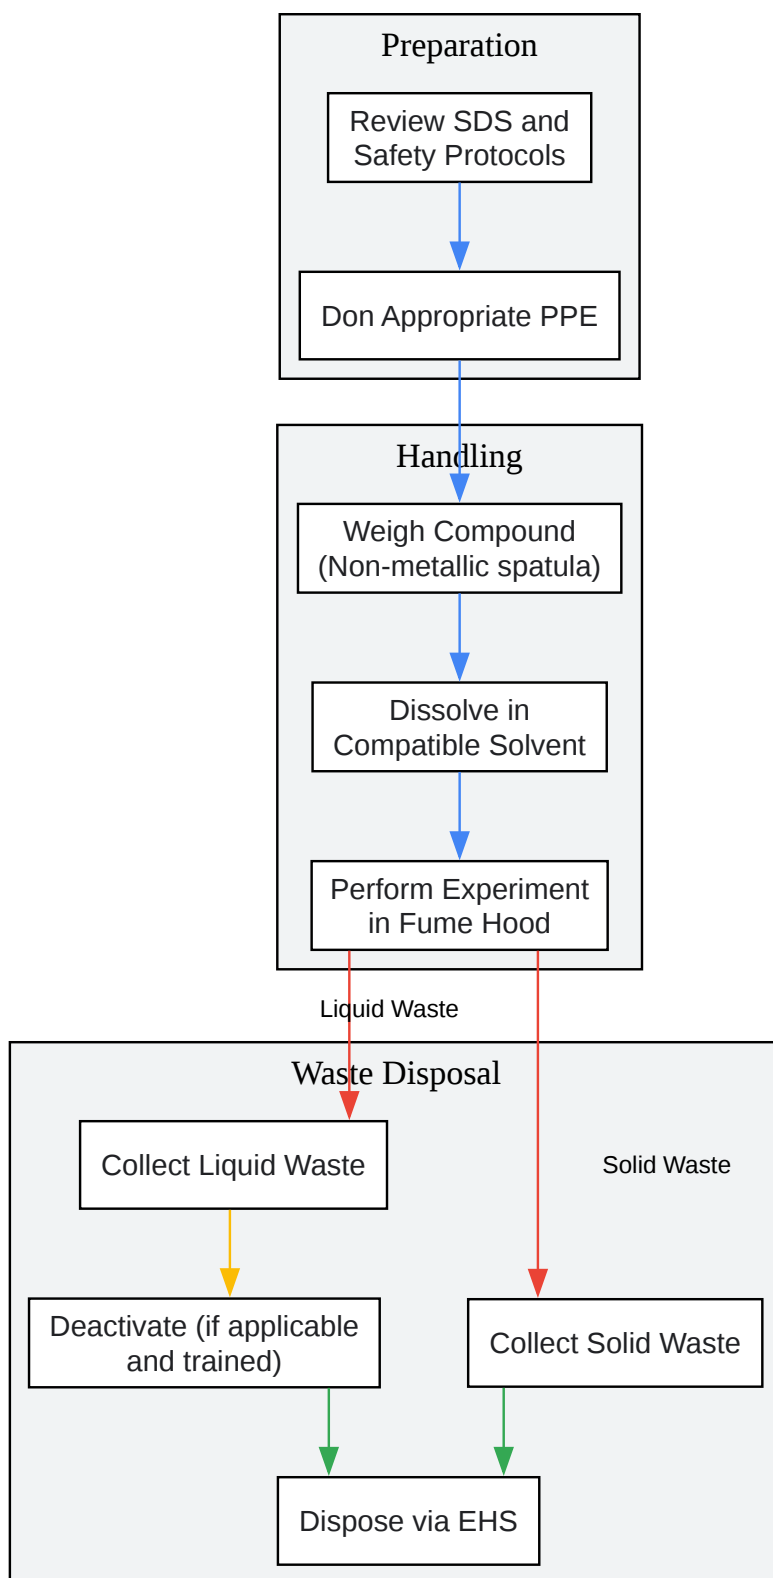 Preparation
Review SDS and
Safety Protocols
Don Appropriate PPE
Handling
Weigh Compound
(Non-metallic spatula)
Dissolve in
Compatible Solvent
Perform Experiment
in Fume Hood
Liquid Waste
Waste Disposal
Collect Liquid Waste
Solid Waste
Deactivate (if applicable
and trained)
Collect Solid Waste
Dispose via EHS